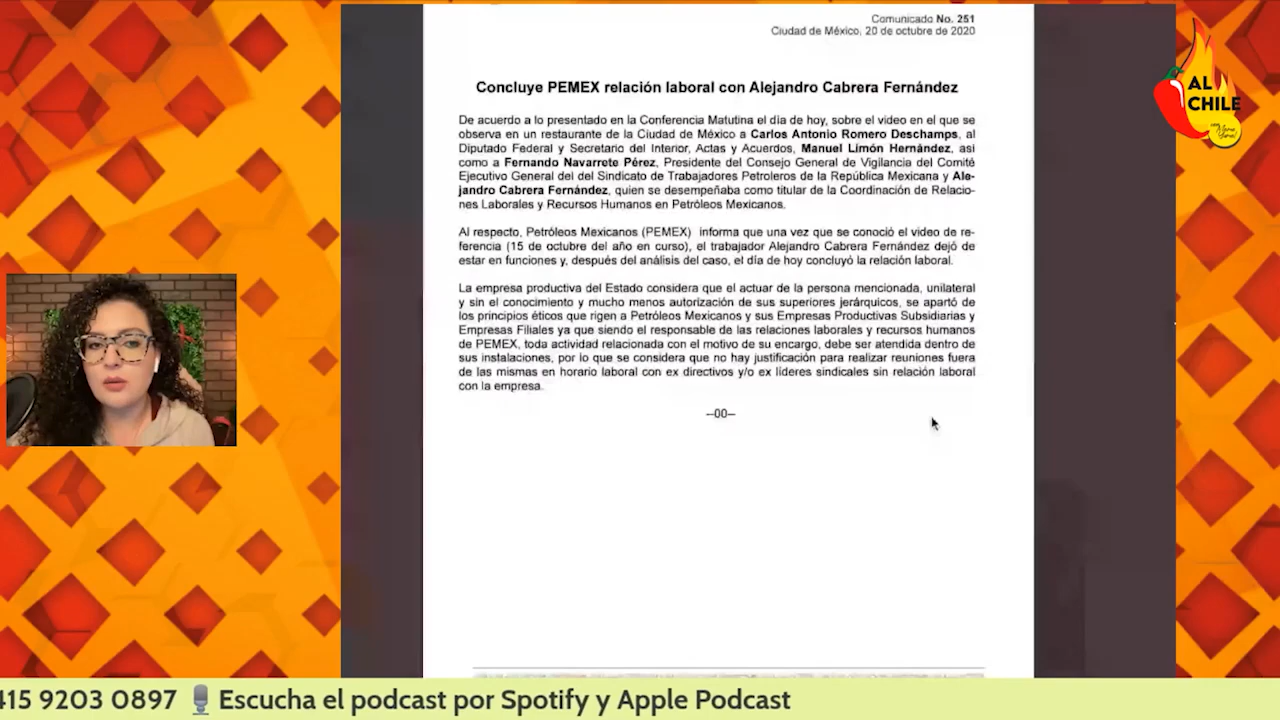 Comunicado No. 251
Ciudad de México, 20 de octubre de 2020
Concluye PEMEX relación laboral con Alejandro Cabrera Fernández
De acuerdo a lo presentado en la Conferencia Matutina el día de hoy, sobre el video en el que se
observa en un restaurante de la Ciudad de México a Carlos Antonio Romero Deschamps, al
Diputado Federal y Secretario del Interior, Actas y Acuerdos, Manuel Limón Hernández, así
como a Fernando Navarrete Pérez, Presidente del Consejo General de Vigilancia del Comité
Ejecutivo General del del Sindicato de Trabajadores Petroleros de la República Mexicana y Ale-
jandro Cabrera Fernández, quien se desempeñaba como titular de la Coordinación de Relacio-
nes Laborales y Recursos Humanos en Petróleos Mexicanos.
Al respecto, Petróleos Mexicanos (PEMEX) informa que una vez que se conoció el video de re-
ferencia (15 de octubre del año en curso), el trabajador Alejandro Cabrera Fernández dejó de
estar en funciones y, después del análisis del caso, el día de hoy concluyó la relación laboral.
La empresa productiva del Estado considera que el actuar de la persona mencionada, unilateral
y sin el conocimiento y mucho menos autorización de sus superiores jerárquicos, se apartó de
los principios éticos que rigen a Petróleos Mexicanos y sus Empresas Productivas Subsidiarias y
Empresas Filiales ya que siendo el responsable de las relaciones laborales y recursos humanos
de PEMEX, toda actividad relacionada con el motivo de su encargo, debe ser atendida dentro de
sus instalaciones, por lo que se considera que no hay justificación para realizar reuniones fuera
de las mismas en horario laboral con ex directivos y/o ex líderes sindicales sin relación laboral
con la empresa.
--00--
AL
CHILE
415 9203 0897 Escucha el podcast por Spotify y Apple Podcast